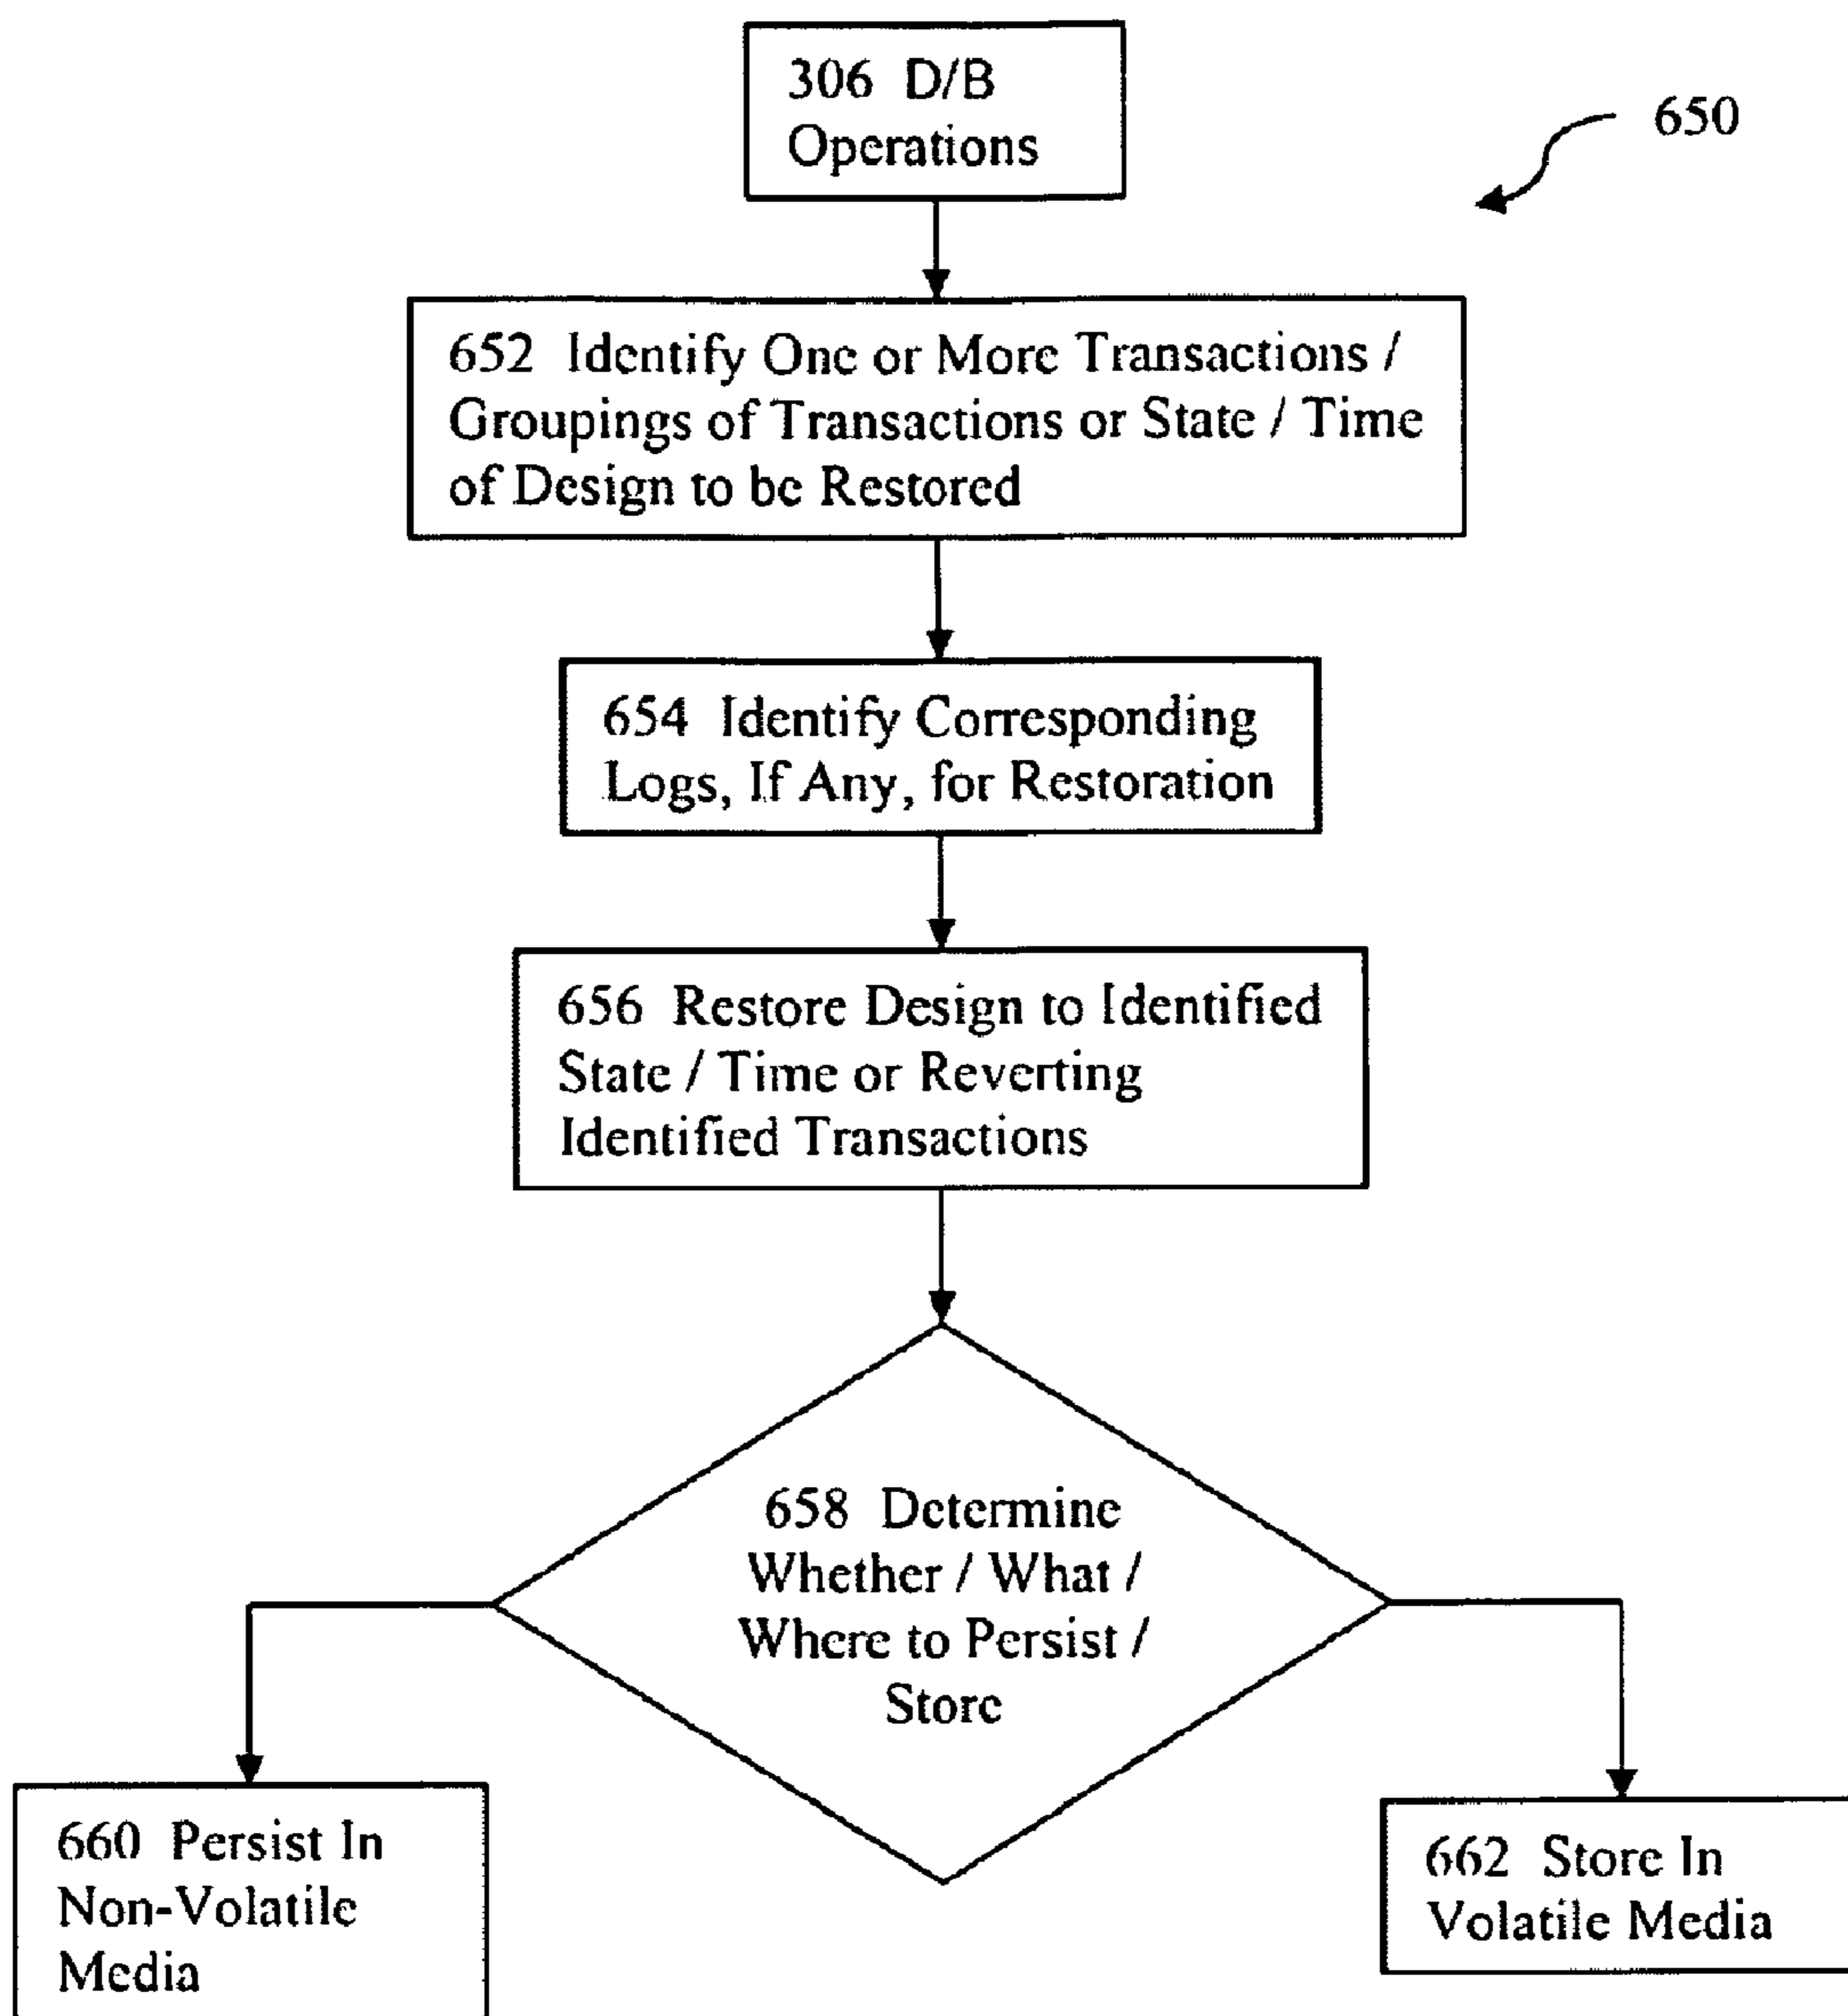 306 D/B
Operations
650
652 Identify One or More Transactions /
Groupings of Transactions or State / Time
of Design to be Restored
654 Identify Corresponding
Logs, If Any, for Restoration
656 Restore Design to Identified
State / Time or Reverting
Identified Transactions
658 Determine
Whether / What /
Where to Persist /
Store
660 Persist In
Non-Volatile
Media
662 Store In
Volatile Media